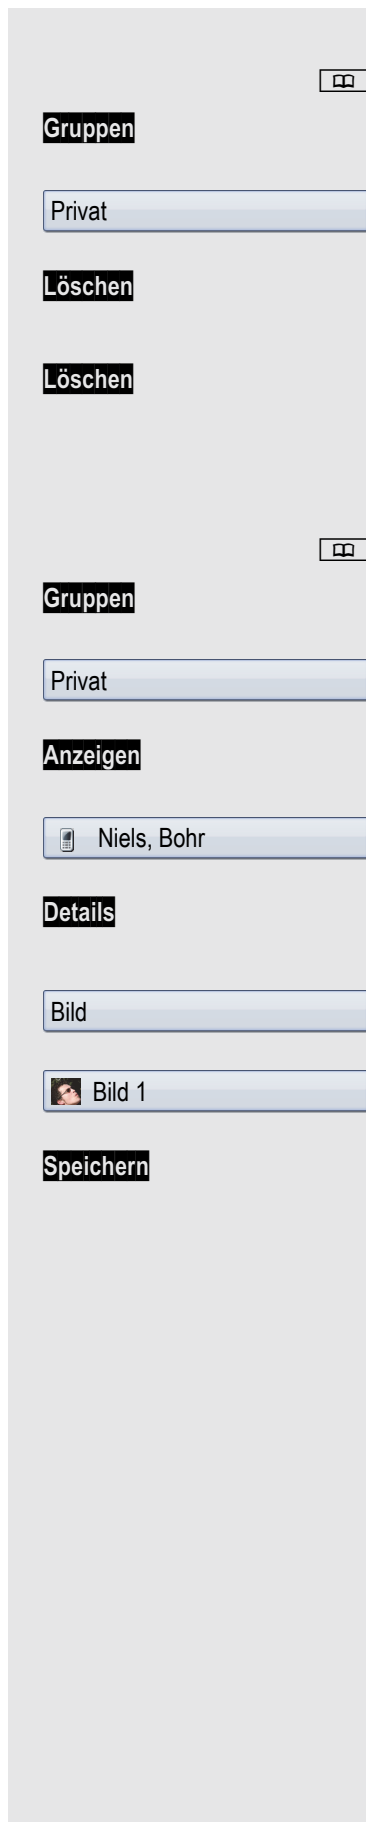 Gruppen
Privat
Löschen
Löschen
Gruppen
Privat
Anzeigen
Niels, Bohr
Details
Bild
Bild 1
Speichern